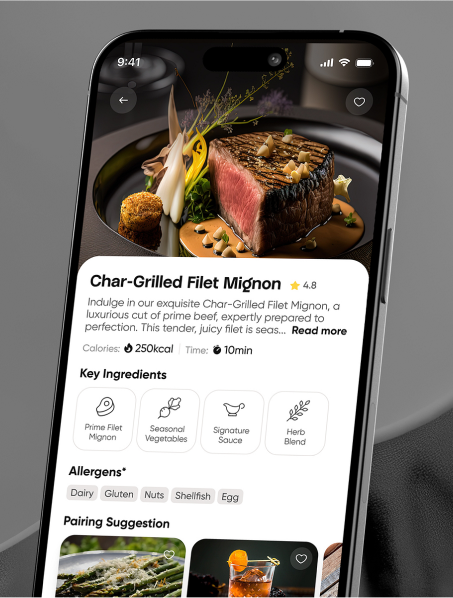 9:41
Char-Grilled Filet Mignon 4.8
Indulge in our exquisite Char-Grilled Filet Mignon, a
luxurious cut of prime beef, expertly prepared to
perfection. This tender, juicy filet is seas... Read more
Calories: 250kcal Time: 10min
Key Ingredients
Prime Filet
Mignon
Seasonal
Vegetables
Signature
Sauce
Herb
Blend
Allergens*
Dairy Gluten Nuts Shellfish Egg
Pairing Suggestion